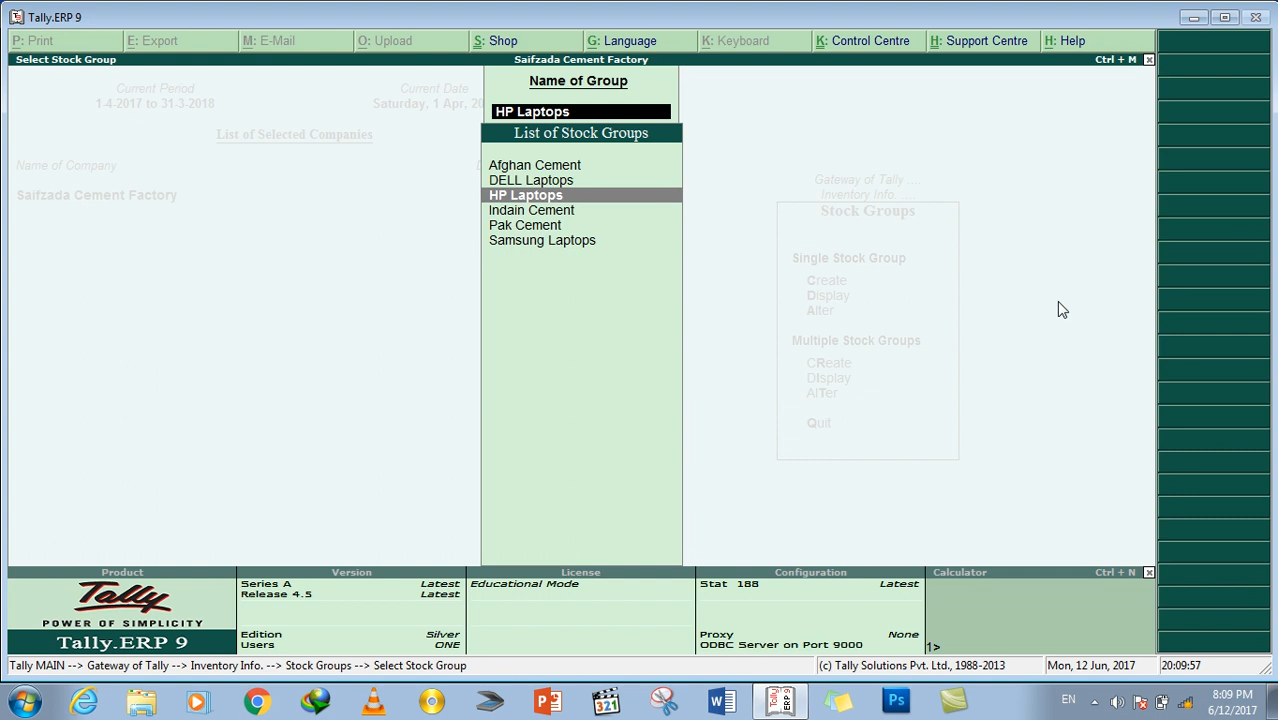 Tally.ERP 9
P: Print
E: Export
M: E-Mail
O: Upload
S: Shop
G: Language
K: Keyboard
K: Control Centre
H: Support Centre
H: Help
Select Stock Group
Saifzada Cement Factory
Ctrl + M
Current Period
1-4-2017 to 31-3-2018
Current Date
Saturday, 1 Apr, 20
List of Selected Companies
Name of Company
Saifzada Cement Factory
Name of Group
HP Laptops
List of Stock Groups
Afghan Cement
DELL Laptops
HP Laptops
Indain Cement
Pak Cement
Samsung Laptops
Gateway of Tally ....
Inventory Info. ....
Stock Groups
Single Stock Group
Create
Display
Alter
Multiple Stock Groups
CReate
DIsplay
AlTer
Quit
Product
Tally
POWER OF SIMPLICITY
Tally.ERP 9
Version
Series A Latest
Release 4.5 Latest
Edition Silver
Users ONE
License
Educational Mode
Configuration
Stat 188 Latest
Proxy None
ODBC Server on Port 9000
Calculator
Ctrl + N
1>
Tally MAIN --> Gateway of Tally --> Inventory Info. --> Stock Groups --> Select Stock Group
(c) Tally Solutions Pvt. Ltd., 1988-2013
Mon, 12 Jun, 2017
20:09:57
EN
8:09 PM
6/12/2017